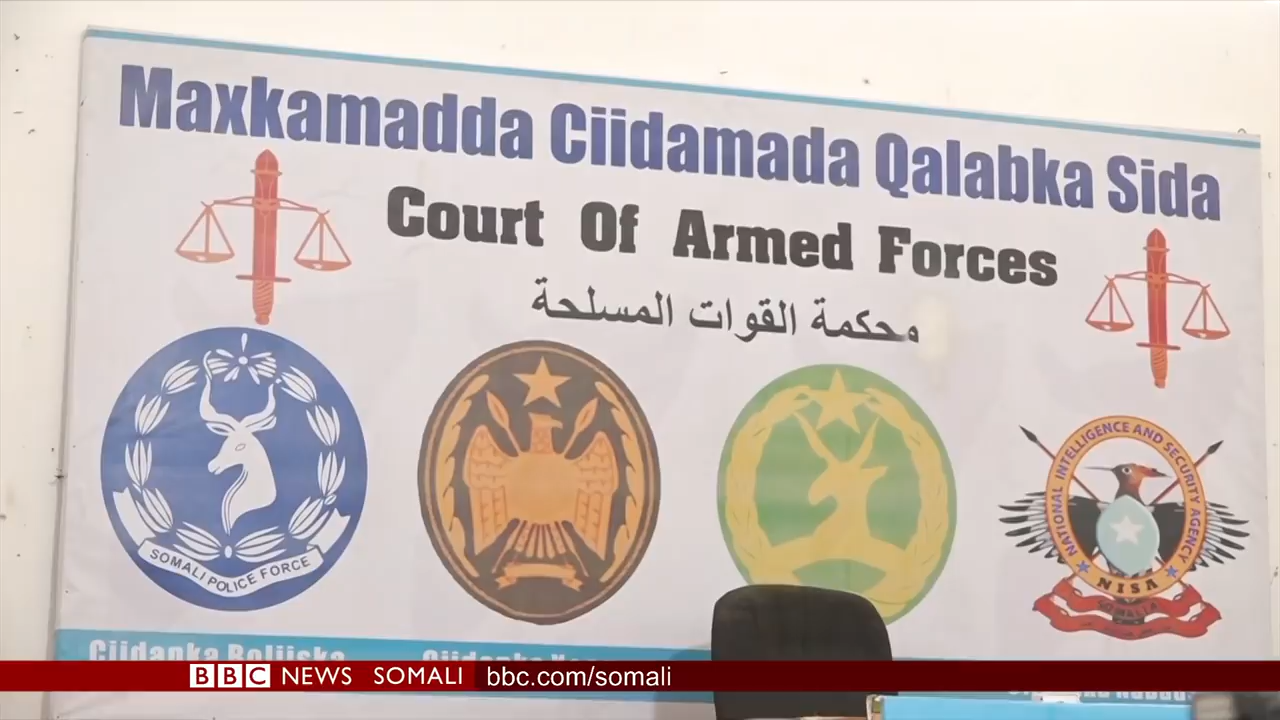 Maxkamadda Ciidamada Qalabka Sida
Court Of Armed Forces
محكمة القوات المسلحة
SOMALI POLICE FORCE
NATIONAL INTELLIGENCE AND SECURITY AGENCY
NISA
SOMALIA
Ciidanka Boliiska
BBC NEWS SOMALI bbc.com/somali